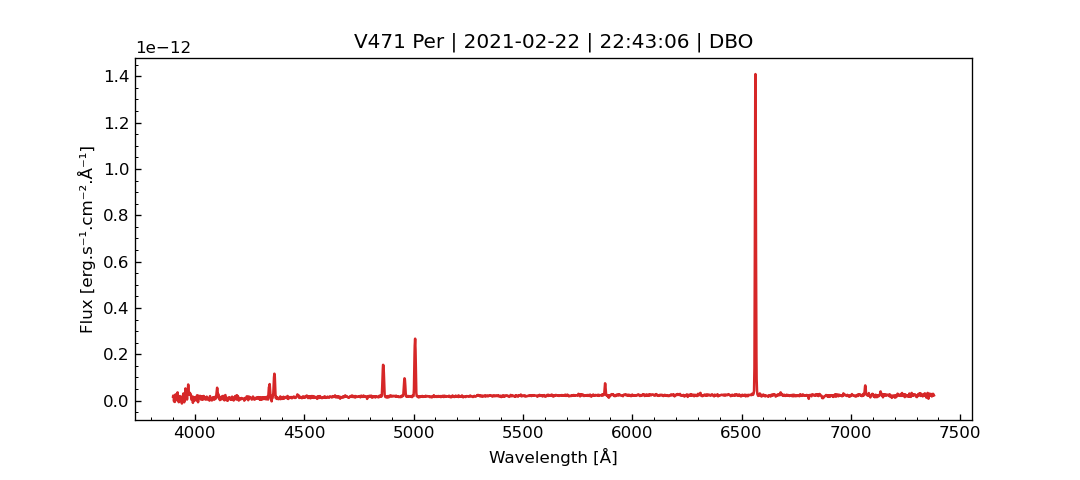 V471 Per | 2021-02-22 | 22:43:06 | DBO
1e−12
1.4
1.2
1.0
0.8
0.6
0.4
0.2
0.0
Flux [erg.s⁻¹.cm⁻².Å⁻¹]
4000 4500 5000 5500 6000 6500 7000 7500
Wavelength [Å]